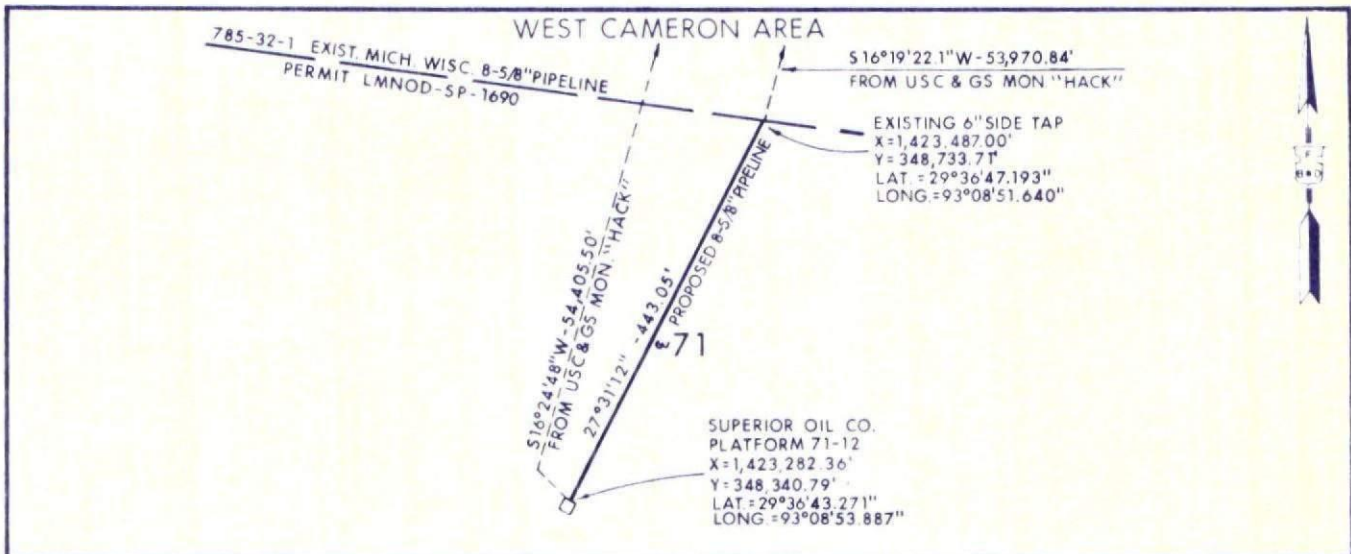 WEST CAMERON AREA
785-32-1 EXIST. MICH. WISC. 8-5/8" PIPELINE
PERMIT LMNOD-SP-1690
S16°19'22.1"W-53,970.84'
FROM USC & GS MON "HACK"
EXISTING 6" SIDE TAP
X=1,423,487.00'
Y=348,733.71'
LAT.=29°36'47.193"
LONG.=93°08'51.640"
S16°24'48"W-54,405.50'
FROM USC & GS MON. "HACK"
27°31'12" - 443.05'
PROPOSED 8-5/8" PIPELINE
71
SUPERIOR OIL CO.
PLATFORM 71-12
X=1,423,282.36'
Y=348,340.79'
LAT.=29°36'43.271"
LONG.=93°08'53.887"